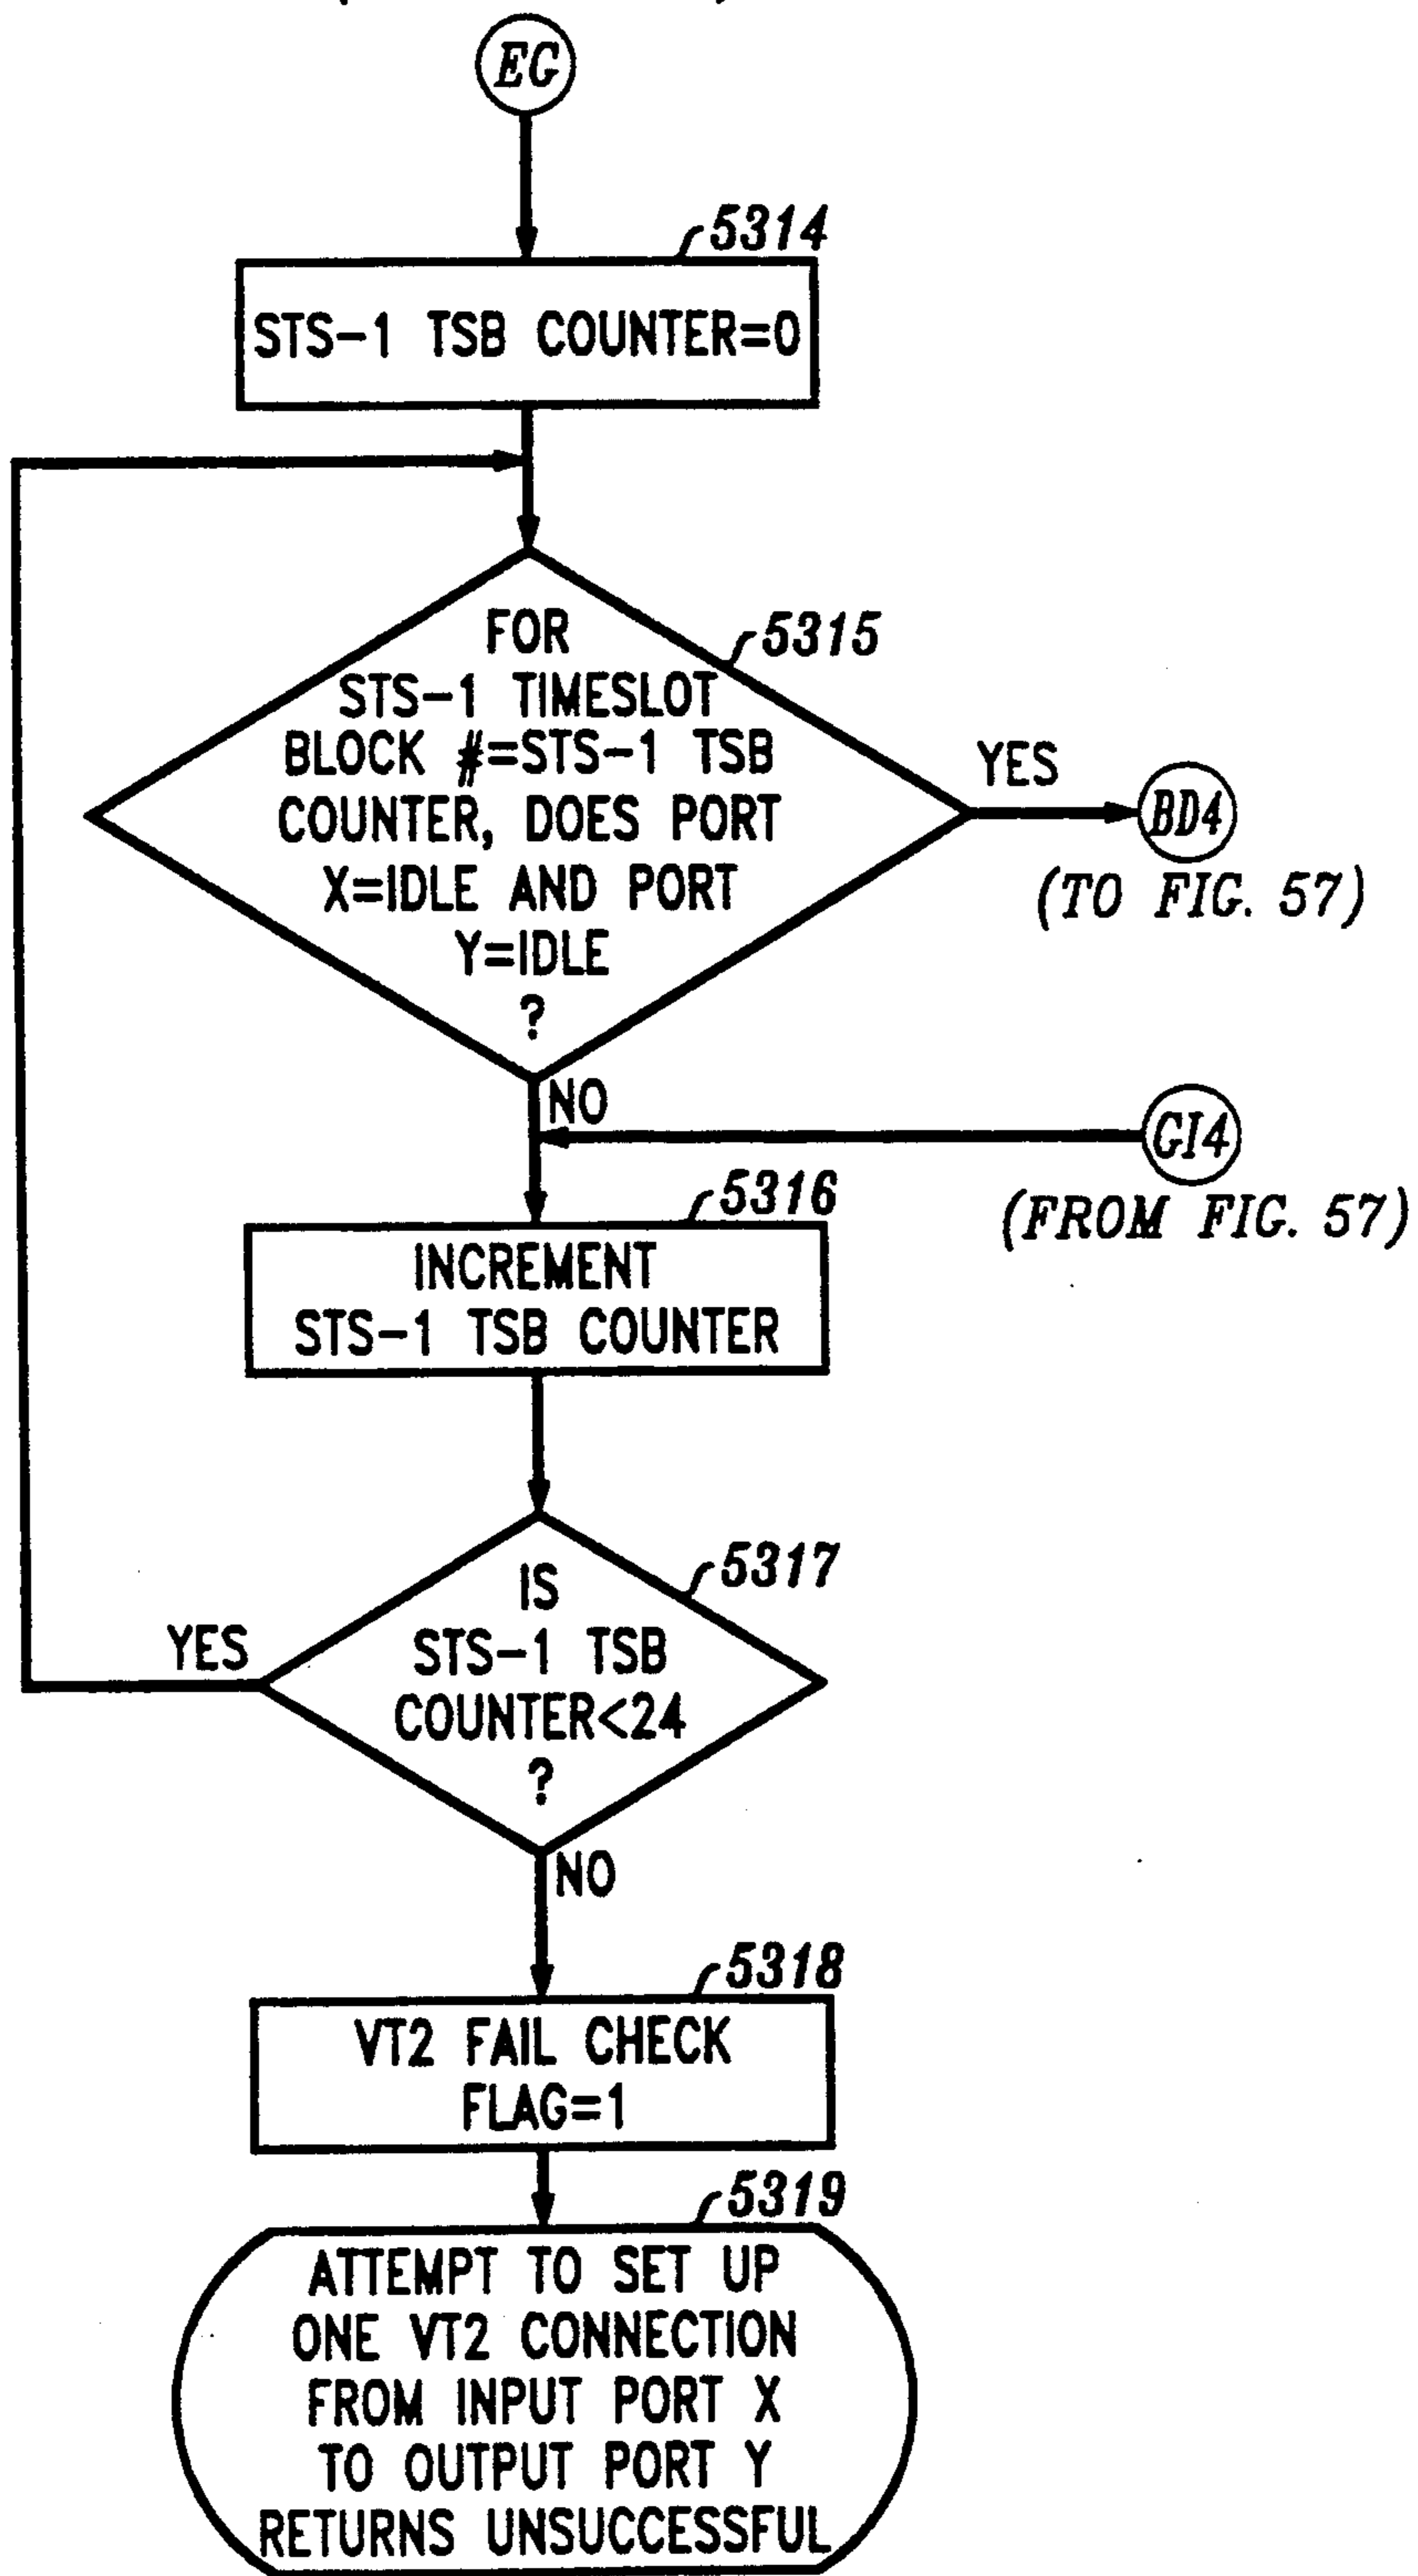 EG
5314
STS-1 TSB COUNTER=0
5315
FOR
STS-1 TIMESLOT
BLOCK #=STS-1 TSB
COUNTER, DOES PORT
X=IDLE AND PORT
Y=IDLE
?
YES
BD4
(TO FIG. 57)
NO
GI4
(FROM FIG. 57)
5316
INCREMENT
STS-1 TSB COUNTER
5317
IS
STS-1 TSB
COUNTER<24
?
YES
NO
5318
VT2 FAIL CHECK
FLAG=1
5319
ATTEMPT TO SET UP
ONE VT2 CONNECTION
FROM INPUT PORT X
TO OUTPUT PORT Y
RETURNS UNSUCCESSFUL